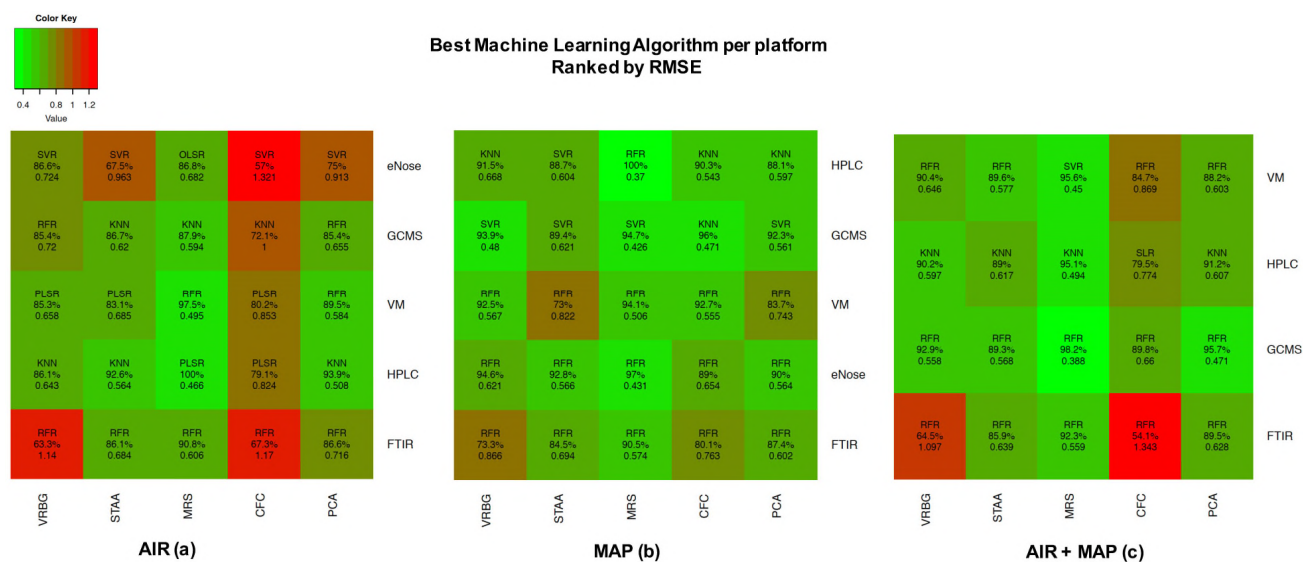 Color Key
0.4 0.8 1 1.2
Value
Best Machine Learning Algorithm per platform
Ranked by RMSE
SVR SVR OLSR SVR SVR
86.6% 67.5% 86.8% 57% 75%
0.724 0.963 0.682 1.321 0.913
eNose
RFR KNN KNN KNN RFR
85.4% 86.7% 87.9% 72.1% 85.4%
0.72 0.62 0.594 1 0.655
GCMS
PLSR PLSR RFR PLSR RFR
85.3% 83.1% 97.5% 80.2% 89.5%
0.658 0.685 0.495 0.853 0.584
VM
KNN KNN PLSR PLSR KNN
86.1% 92.6% 100% 79.1% 93.9%
0.643 0.564 0.466 0.824 0.508
HPLC
RFR RFR RFR RFR RFR
63.3% 86.1% 90.8% 67.3% 86.6%
1.14 0.684 0.606 1.17 0.716
FTIR
VRBG STAA MRS CFC PCA
AIR (a)
KNN SVR RFR KNN KNN
91.5% 88.7% 100% 90.3% 88.1%
0.668 0.604 0.37 0.543 0.597
HPLC
SVR SVR SVR KNN SVR
93.9% 89.4% 94.7% 96% 92.3%
0.48 0.621 0.426 0.471 0.561
GCMS
RFR RFR RFR RFR RFR
92.5% 73% 94.1% 92.7% 83.7%
0.567 0.822 0.506 0.555 0.743
VM
RFR RFR RFR RFR RFR
94.6% 92.8% 97% 89% 90%
0.621 0.566 0.431 0.654 0.564
eNose
RFR RFR RFR RFR RFR
73.3% 84.5% 90.5% 80.1% 87.4%
0.866 0.694 0.574 0.763 0.602
FTIR
VRBG STAA MRS CFC PCA
MAP (b)
RFR RFR SVR RFR RFR
90.4% 89.6% 95.6% 84.7% 88.2%
0.646 0.577 0.45 0.869 0.603
VM
KNN KNN KNN SLR KNN
90.2% 89% 95.1% 79.5% 91.2%
0.597 0.617 0.494 0.774 0.607
HPLC
RFR RFR RFR RFR RFR
92.9% 89.3% 98.2% 89.8% 95.7%
0.558 0.568 0.388 0.66 0.471
GCMS
RFR RFR RFR RFR RFR
64.5% 85.9% 92.3% 54.1% 89.5%
1.097 0.639 0.559 1.343 0.628
FTIR
VRBG STAA MRS CFC PCA
AIR + MAP (c)